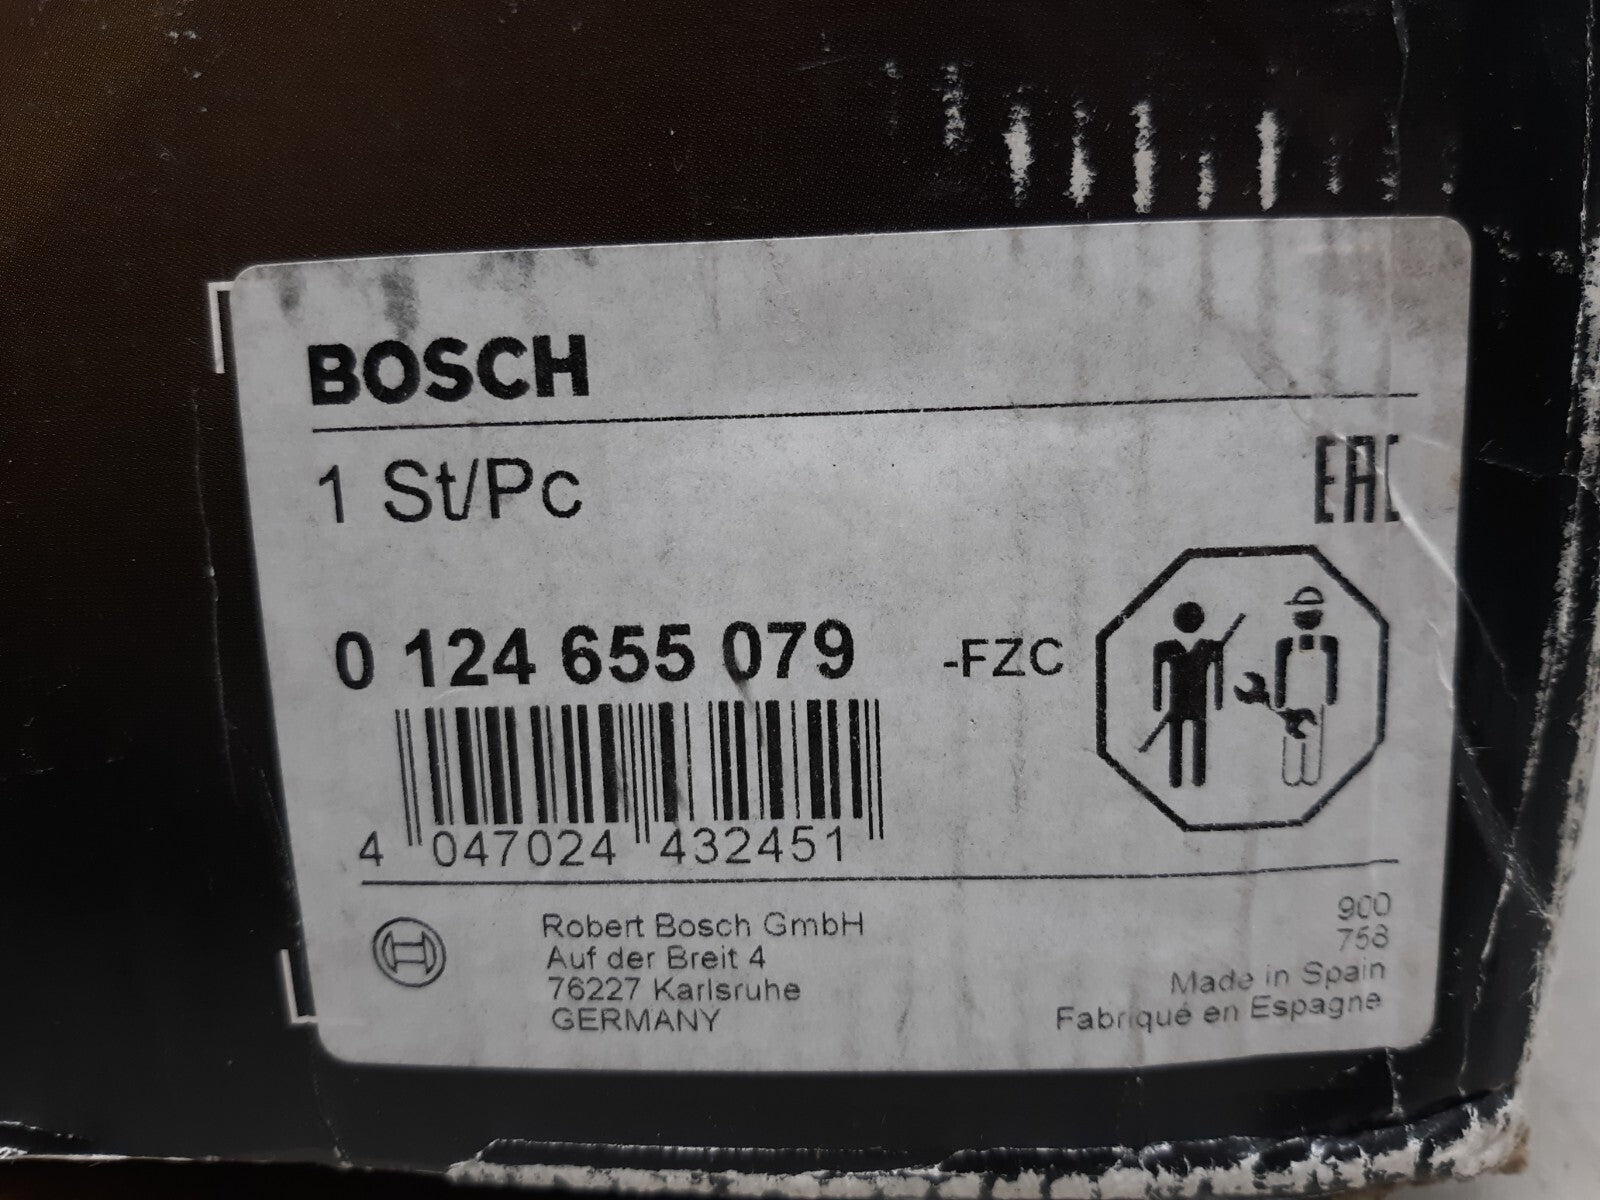 BOSCH
1 St/Pc
EAC
0 124 655 079 -FZC
4 047024 432451
Robert Bosch GmbH
Auf der Breit 4
76227 Karlsruhe
GERMANY
900
758
Made in Spain
Fabriqué en Espagne